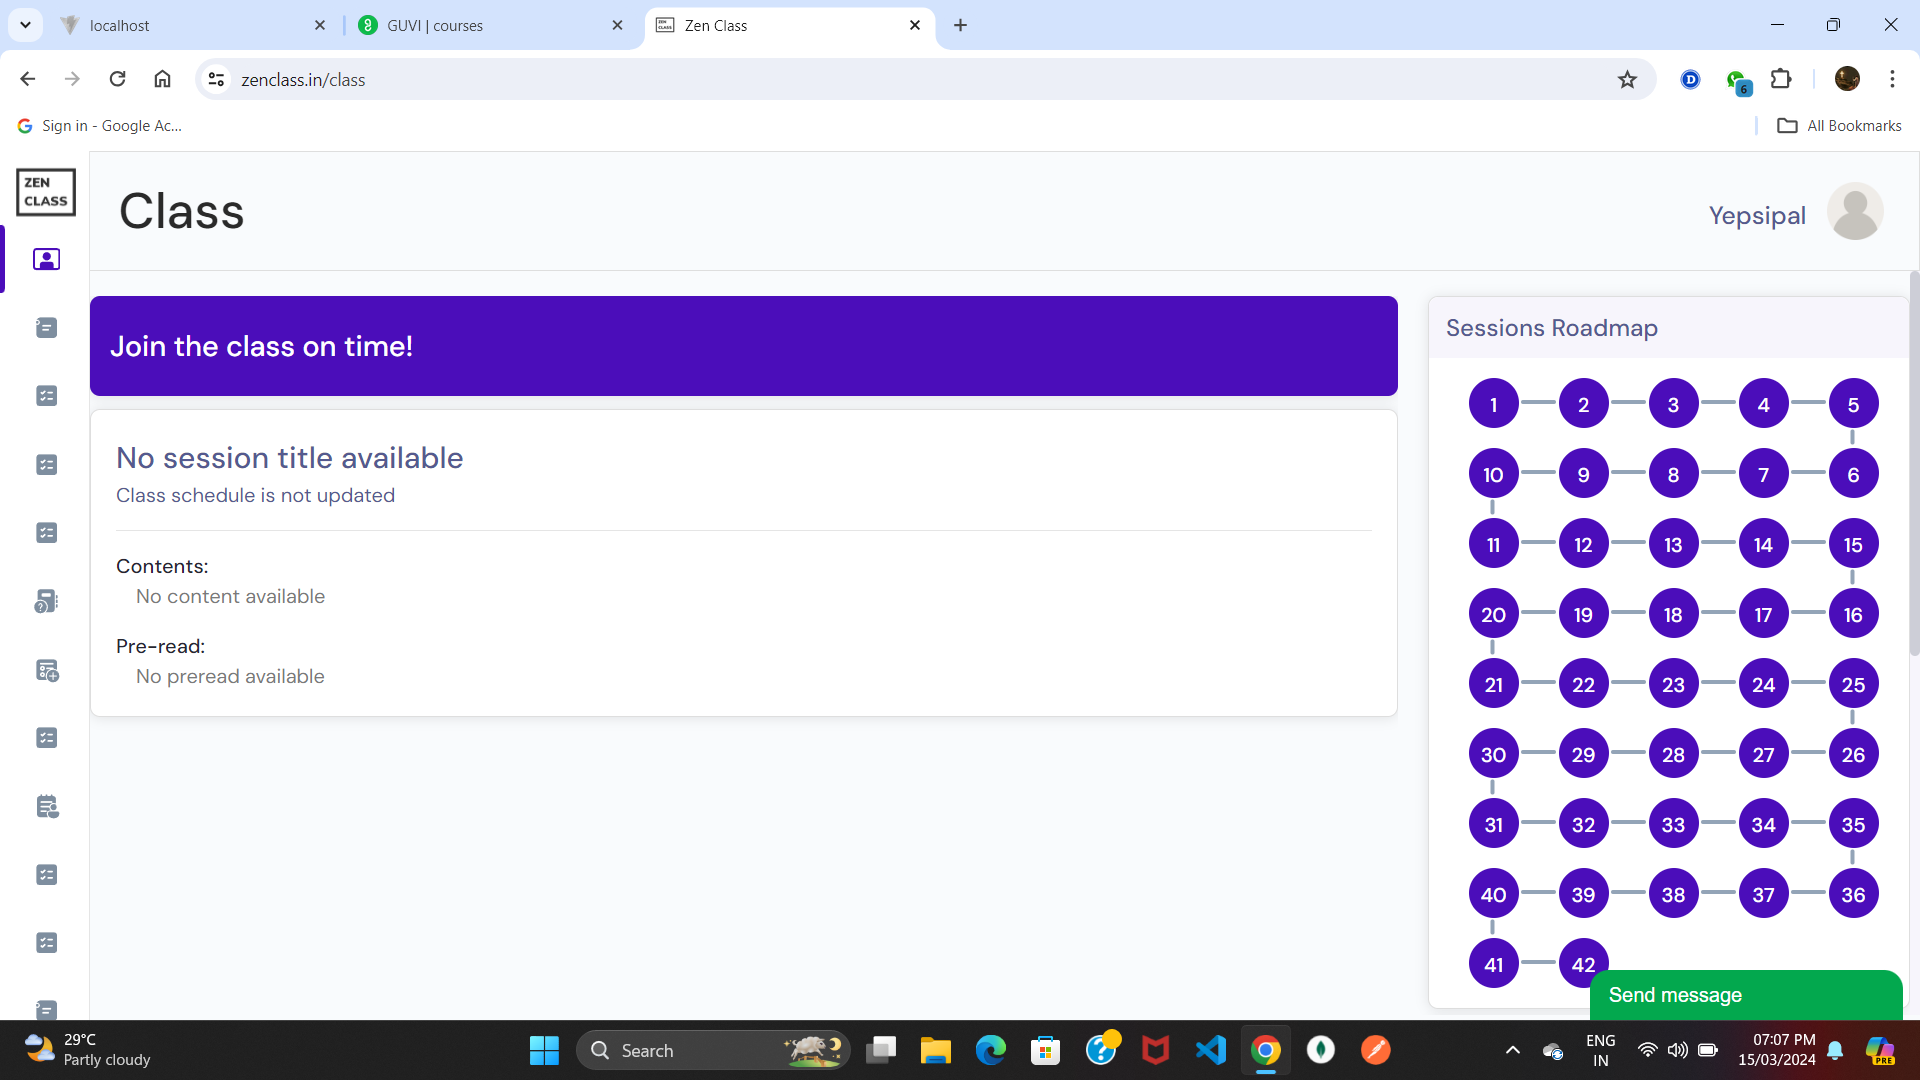 localhost
GUVI | courses
Zen Class
zenclass.in/class
6
Sign in - Google Ac...
All Bookmarks
ZEN
CLASS
Class
Yepsipal
Join the class on time!
No session title available
Class schedule is not updated
Contents:
No content available
Pre-read:
No preread available
Sessions Roadmap
1 2 3 4 5
10 9 8 7 6
11 12 13 14 15
20 19 18 17 16
21 22 23 24 25
30 29 28 27 26
31 32 33 34 35
40 39 38 37 36
41 42
Send message
29°C
Partly cloudy
Search
ENG
IN
07:07 PM
15/03/2024
PRE